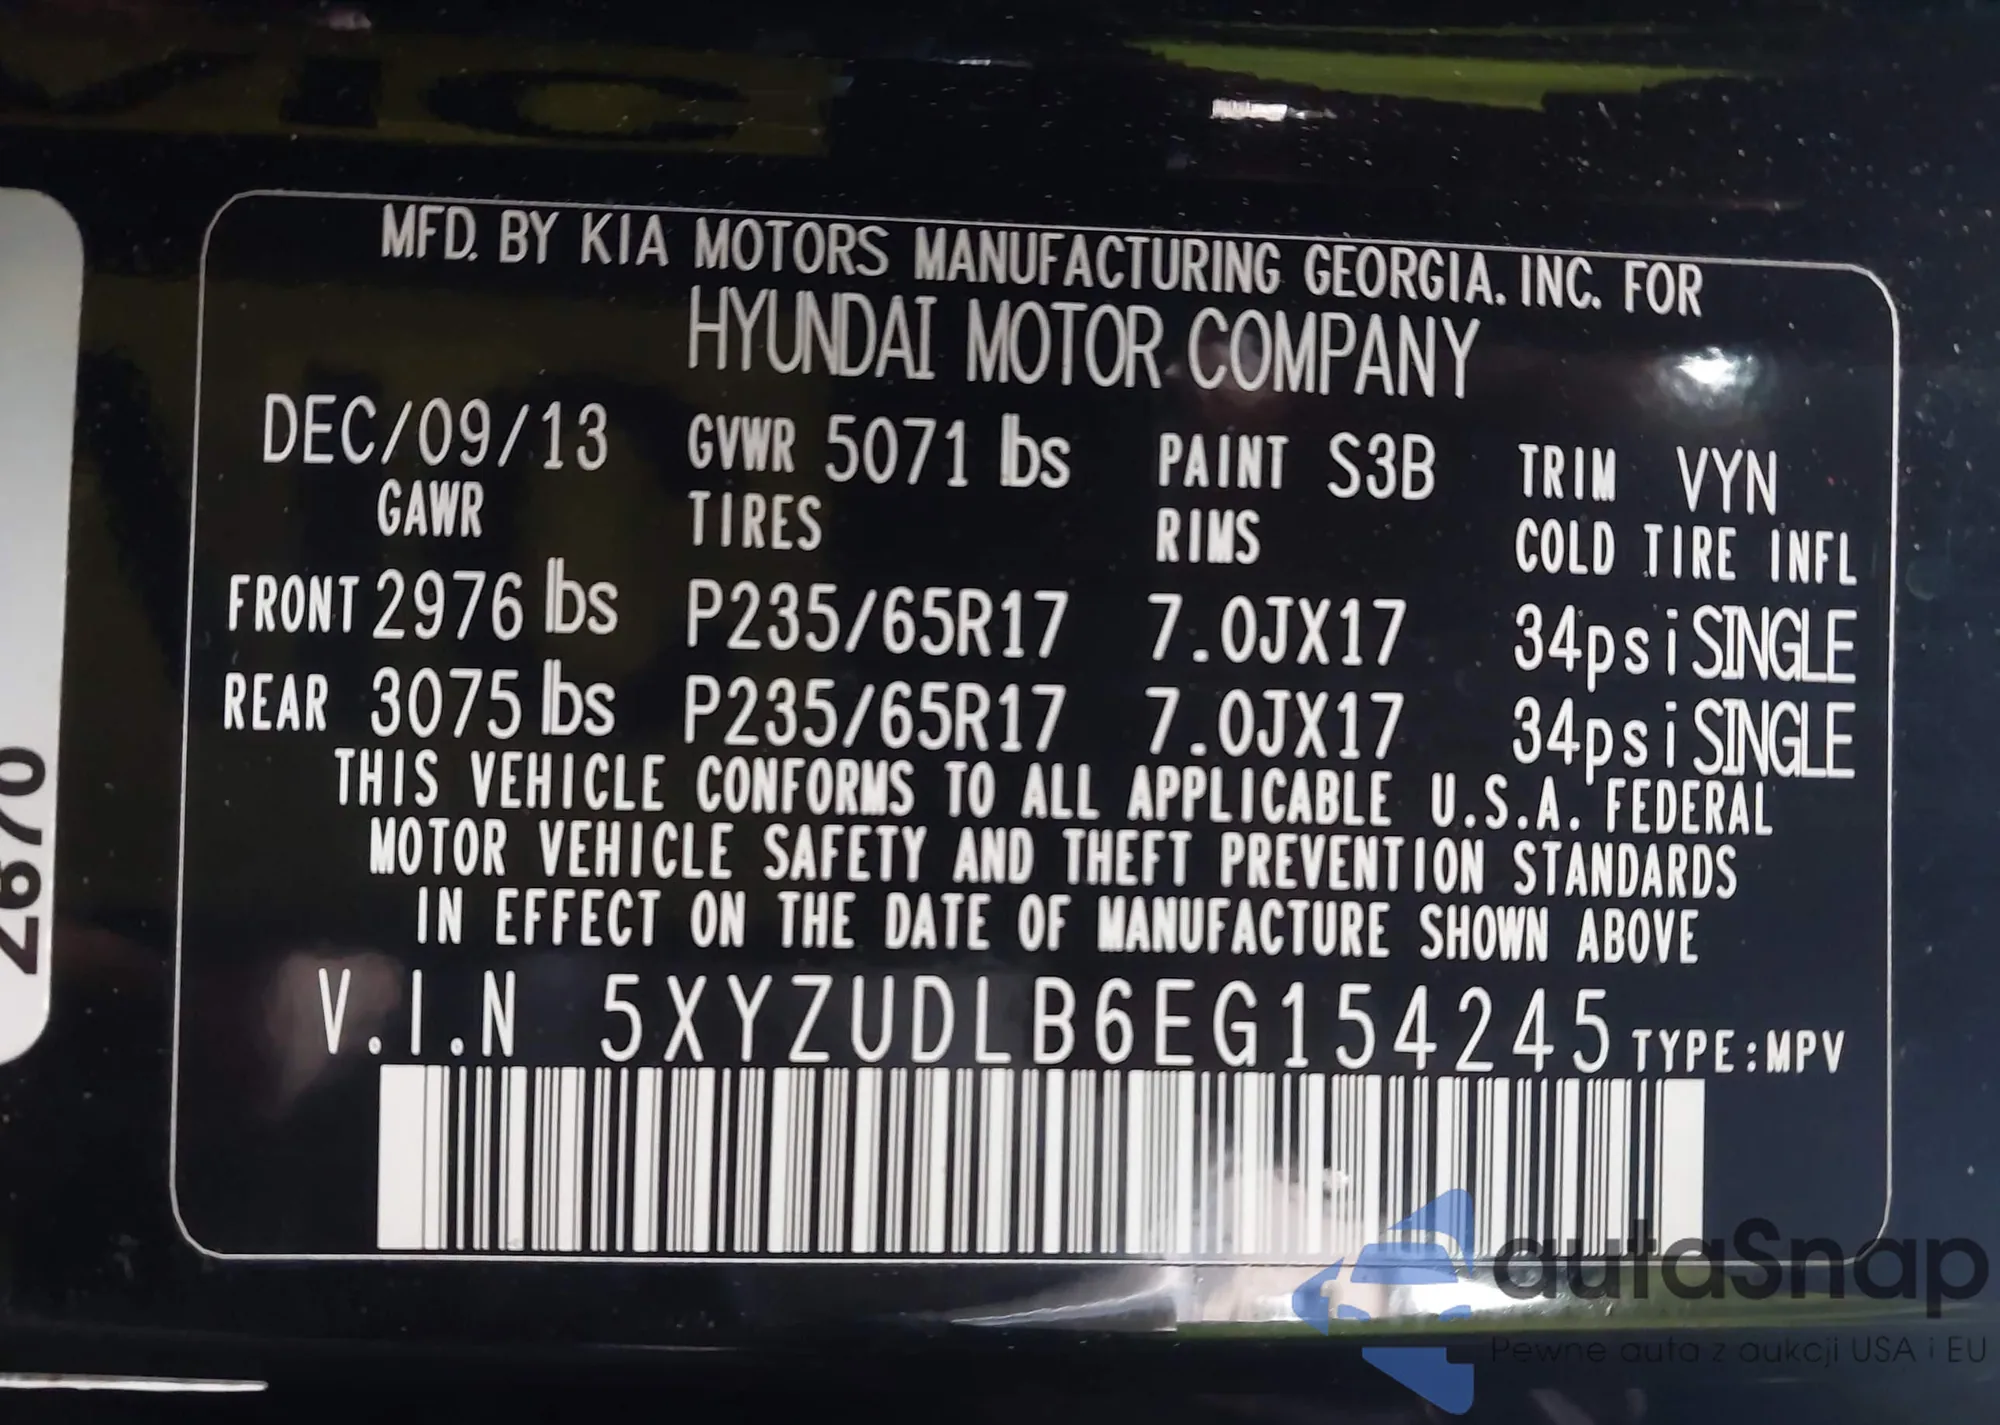 MFD. BY KIA MOTORS MANUFACTURING GEORGIA. INC. FOR
HYUNDAI MOTOR COMPANY
DEC/09/13 GVWR 5071 lbs PAINT S3B TRIM VYN
GAWR TIRES RIMS COLD TIRE INFL
FRONT 2976 lbs P235/65R17 7.0JX17 34psi SINGLE
REAR 3075 lbs P235/65R17 7.0JX17 34psi SINGLE
THIS VEHICLE CONFORMS TO ALL APPLICABLE U.S.A. FEDERAL
MOTOR VEHICLE SAFETY AND THEFT PREVENTION STANDARDS
IN EFFECT ON THE DATE OF MANUFACTURE SHOWN ABOVE
V.I.N 5XYZUDLB6EG154245 TYPE:MPV
2870
autaSnap
Pewne auta z aukcji USA i EU